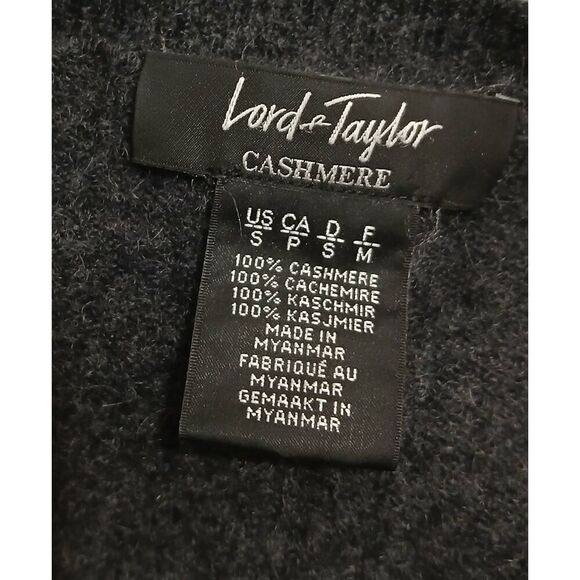 Lord & Taylor
CASHMERE
US CA D F
S P S M
100% CASHMERE
100% CACHEMIRE
100% KASCHMIR
100% KASJMIER
MADE IN
MYANMAR
FABRIQUÉ AU
MYANMAR
GEMAAKT IN
MYANMAR